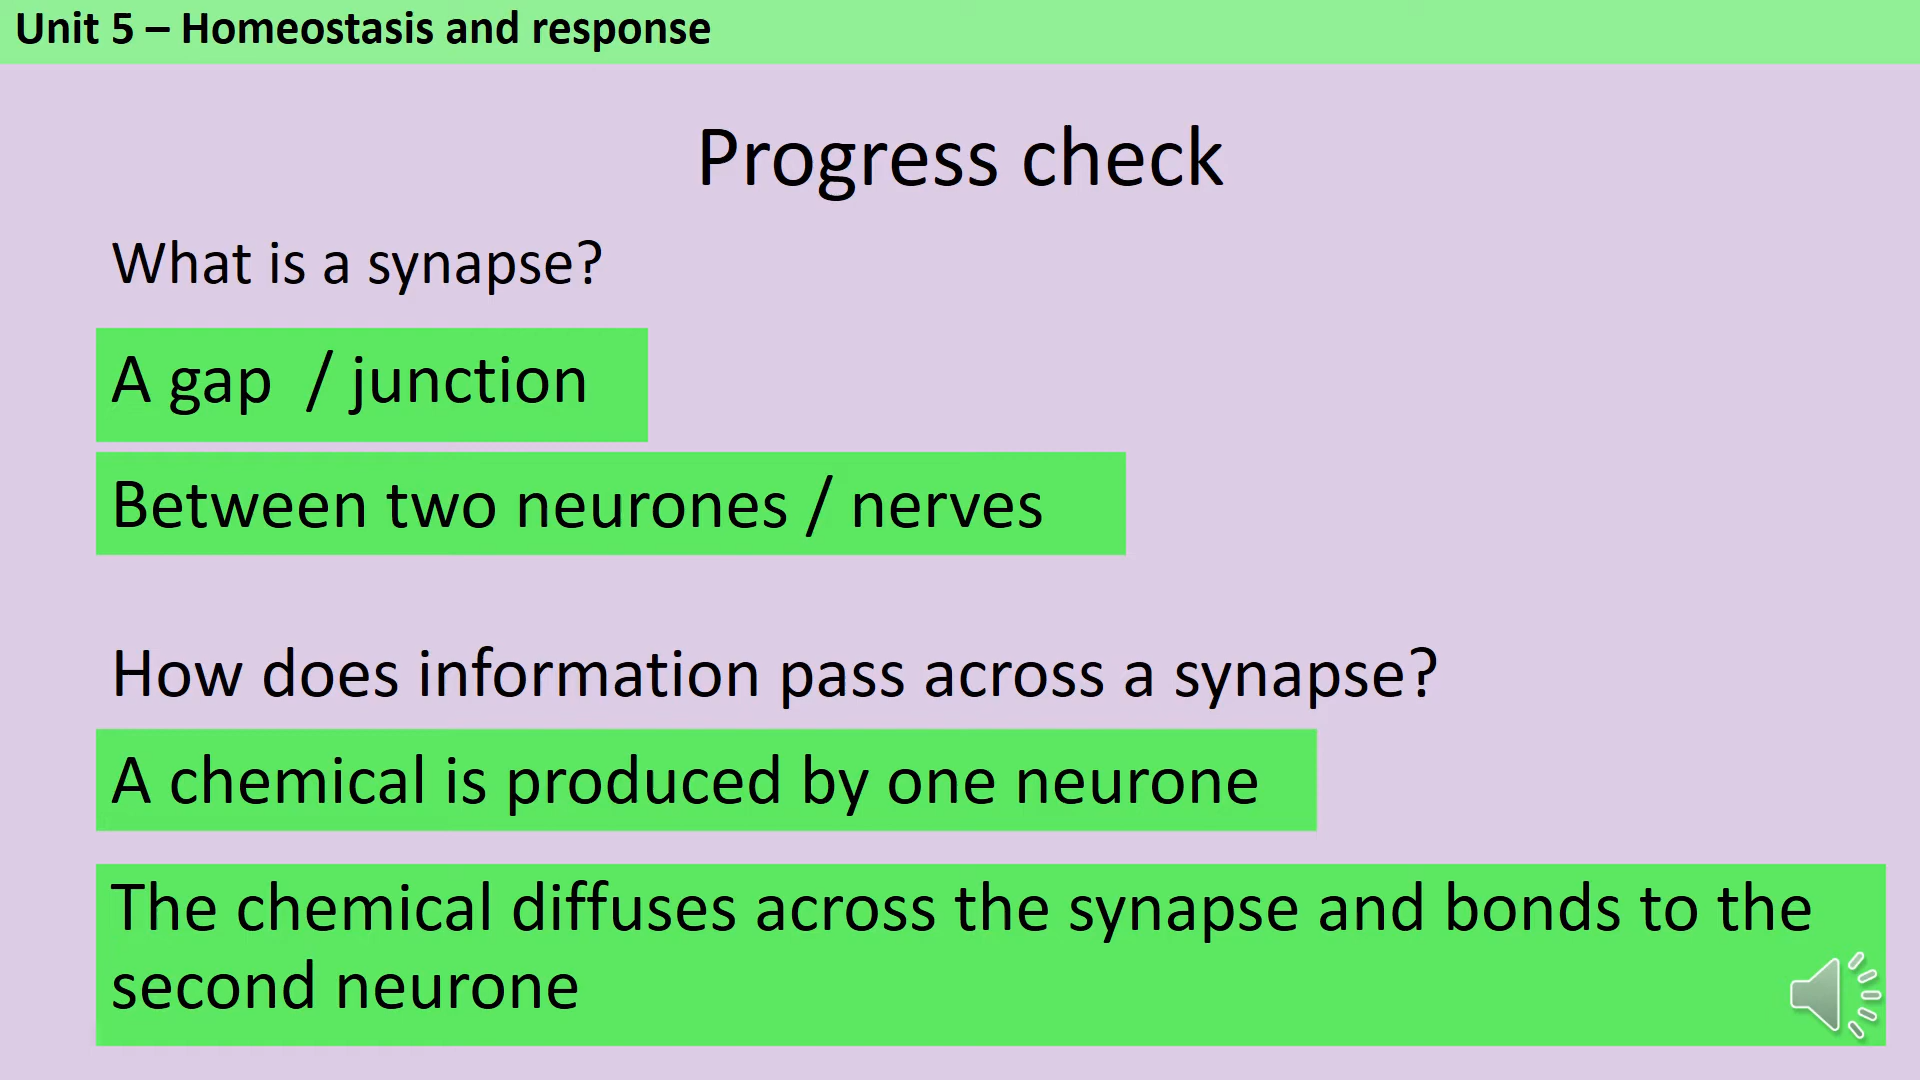 Unit 5 – Homeostasis and response
Progress check
What is a synapse?
A gap / junction
Between two neurones / nerves
How does information pass across a synapse?
A chemical is produced by one neurone
The chemical diffuses across the synapse and bonds to the
second neurone